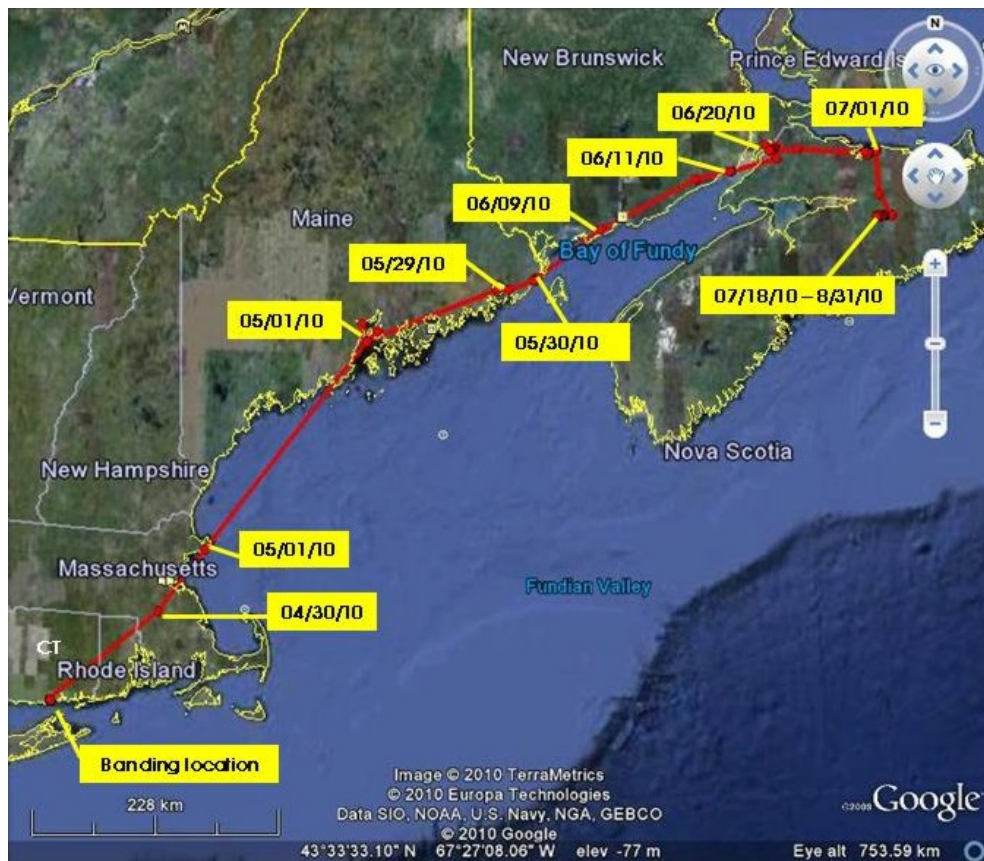 N
New Brunswick
Prince Edward Is
06/20/10
07/01/10
06/11/10
Maine
06/09/10
Bay of Fundy
05/29/10
Vermont
07/18/10 – 8/31/10
05/01/10
05/30/10
New Hampshire
Nova Scotia
05/01/10
Massachusetts
Fundian Valley
04/30/10
CT
Rhode Island
Banding location
228 km
Image © 2010 TerraMetrics
© 2010 Europa Technologies
Data SIO, NOAA, U.S. Navy, NGA, GEBCO
© 2010 Google
©2009 Google
43°33'33.10" N 67°27'08.06" W elev -77 m
Eye alt 753.59 km